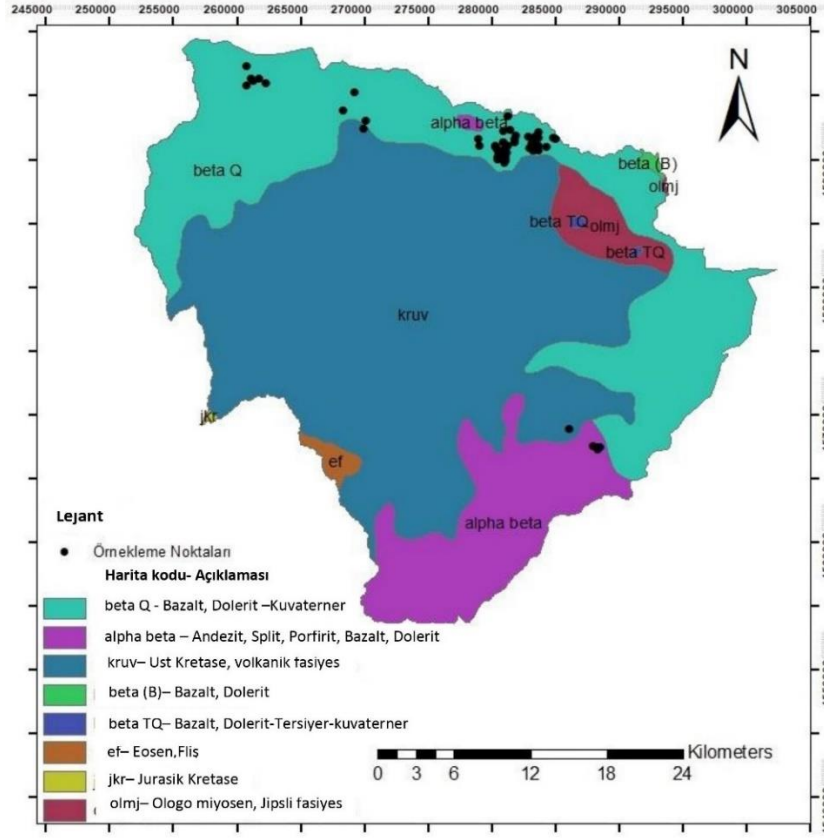 245000 250000 255000 260000 265000 270000 275000 280000 285000 290000 295000 300000 305000
N
alpha beta
beta (B)
olmj
beta Q
beta TQ olmj
beta TQ
kruv
jkr
ef
alpha beta
Lejant
Örnekleme Noktaları
Harita kodu- Açıklaması
beta Q - Bazalt, Dolerit –Kuvaterner
alpha beta – Andezit, Split, Porfirit, Bazalt, Dolerit
kruv– Ust Kretase, volkanik fasiyes
beta (B)– Bazalt, Dolerit
beta TQ– Bazalt, Dolerit-Tersiyer-kuvaterner
ef– Eosen,Fliş
jkr– Jurasik Kretase
olmj– Ologo miyosen, Jipsli fasiyes
Kilometers
0 3 6 12 18 24